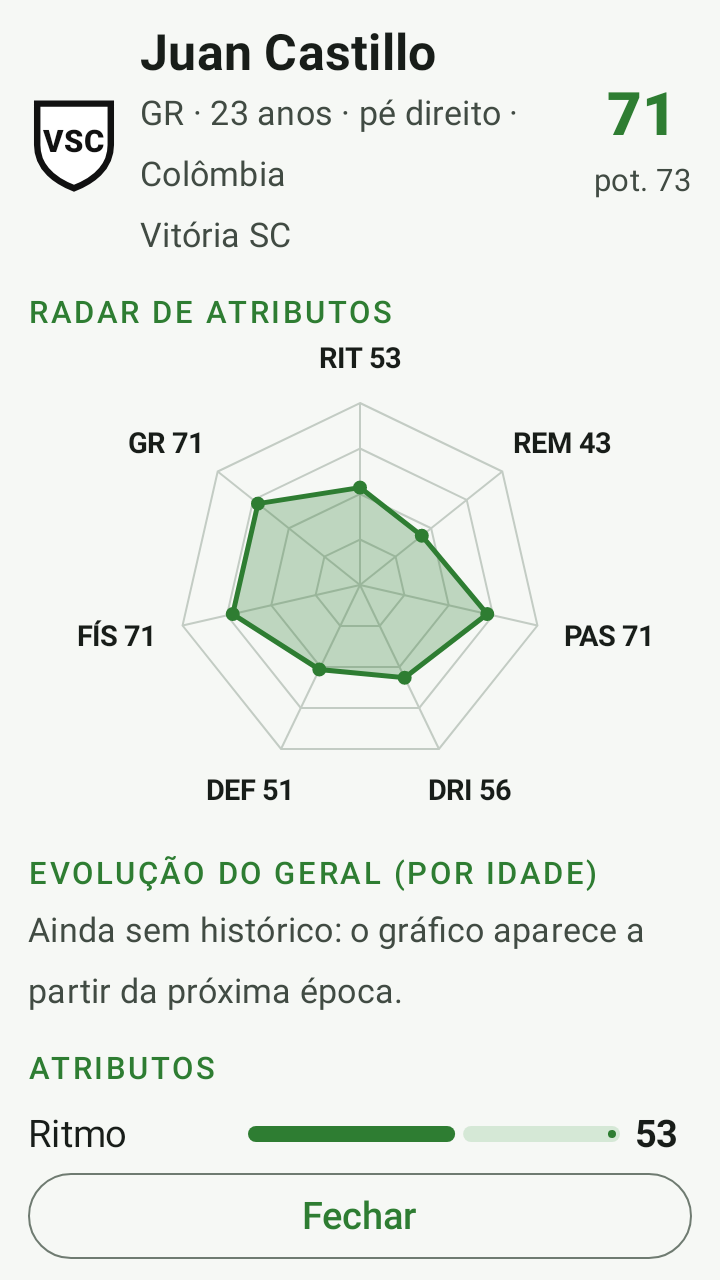 Juan Castillo
VSC
GR · 23 anos · pé direito ·
Colômbia
Vitória SC
71
pot. 73
RADAR DE ATRIBUTOS
RIT 53
GR 71
REM 43
FÍS 71
PAS 71
DEF 51
DRI 56
EVOLUÇÃO DO GERAL (POR IDADE)
Ainda sem histórico: o gráfico aparece a
partir da próxima época.
ATRIBUTOS
Ritmo 53
Fechar